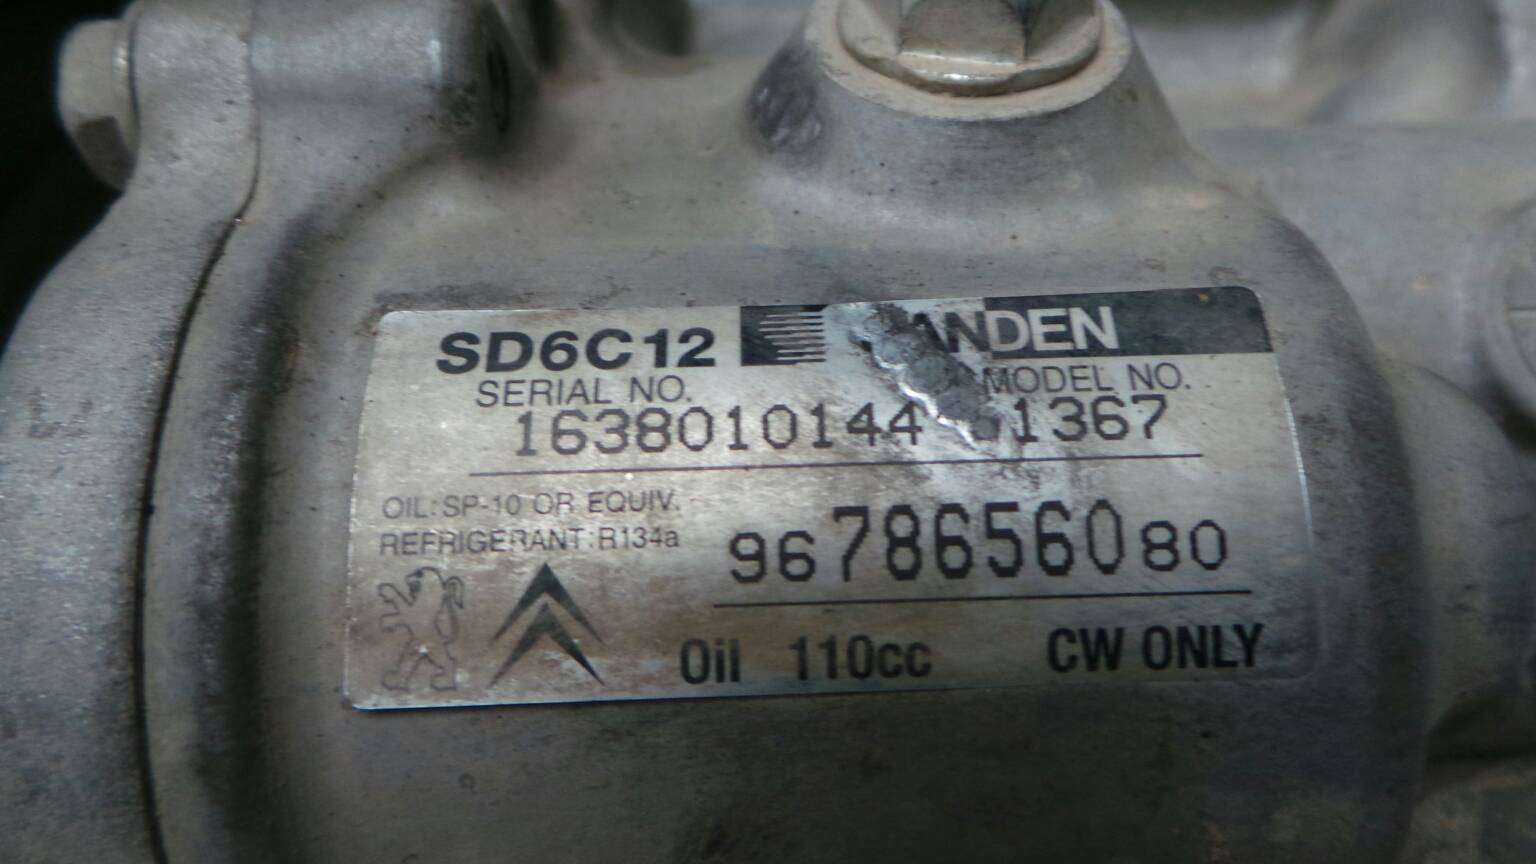 SD6C12 SANDEN
SERIAL NO. MODEL NO.
1638010144 1367
OIL: SP-10 OR EQUIV.
REFRIGERANT: R134a
9678656080
Oil 110cc CW ONLY